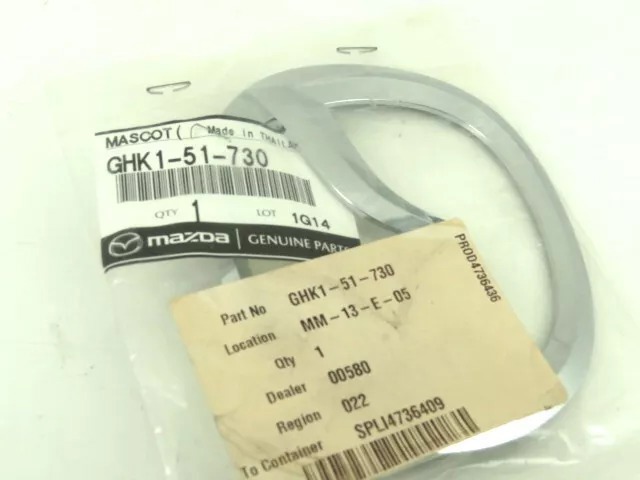 MASCOT (
Made in THAILAND
GHK1-51-730
QTY 1 LOT 1Q14
mazda GENUINE PARTS
Part No GHK1-51-730
Location MM-13-E-05
Qty 1
Dealer 00580
Region 022
To Container SPLI4736409
PROD4736436